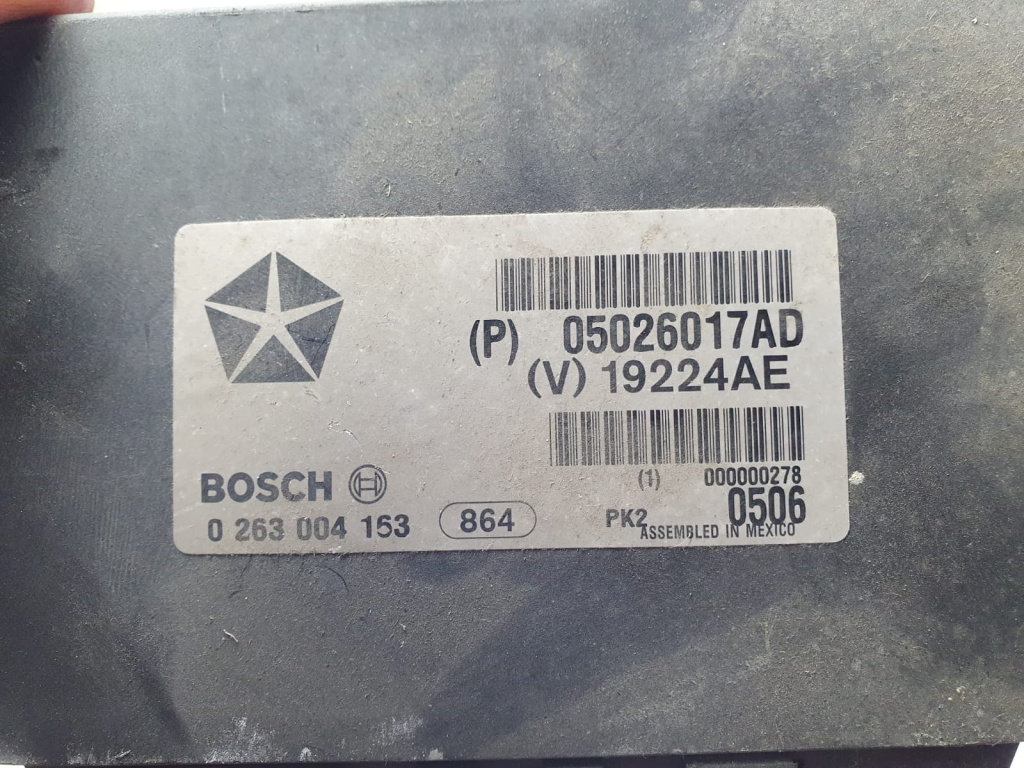 (P) 05026017AD
(V) 19224AE
(1) 000000278
BOSCH
0 263 004 153 864 PK2 0506
ASSEMBLED IN MEXICO